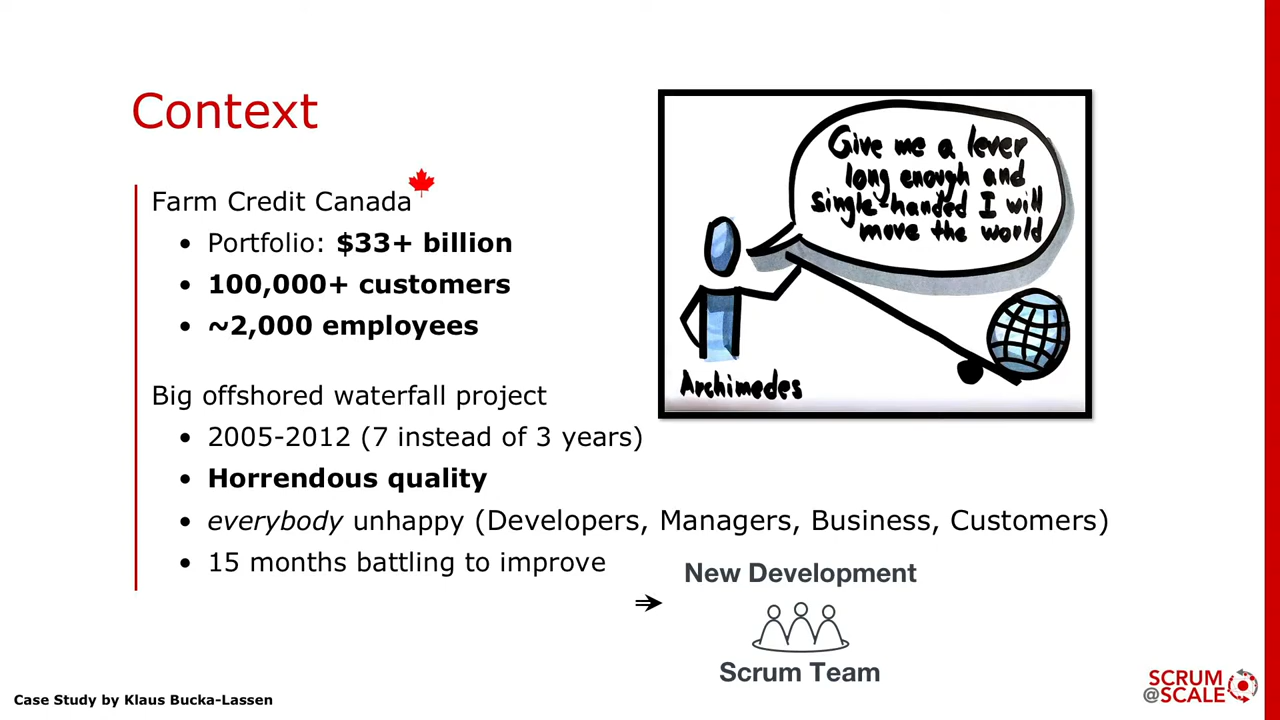 Context
Farm Credit Canada
• Portfolio: $33+ billion
• 100,000+ customers
• ~2,000 employees
Big offshored waterfall project
• 2005-2012 (7 instead of 3 years)
• Horrendous quality
• everybody unhappy (Developers, Managers, Business, Customers)
• 15 months battling to improve
Give me a lever
long enough and
single-handed I will
move the world
Archimedes
⇒
New Development
Scrum Team
Case Study by Klaus Bucka-Lassen
SCRUM
@SCALE